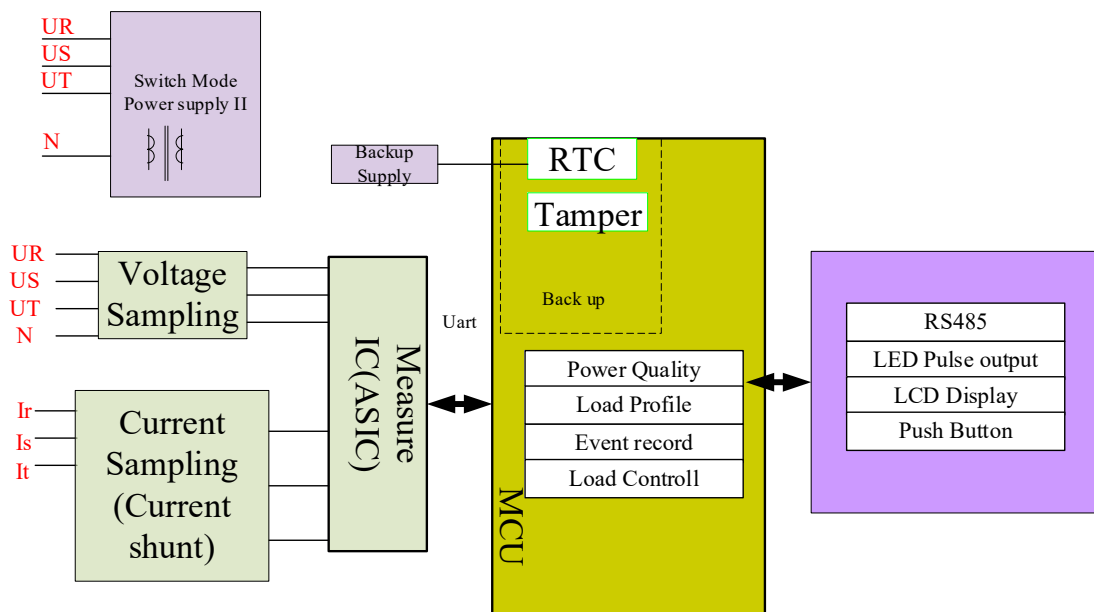 UR
US
UT
N
Switch Mode
Power supply II
Backup
Supply
RTC
Tamper
Back up
UR
US
UT
N
Voltage
Sampling
Ir
Is
It
Current
Sampling
(Current
shunt)
Measure
IC(ASIC)
Uart
Power Quality
Load Profile
Event record
Load Controll
MCU
RS485
LED Pulse output
LCD Display
Push Button